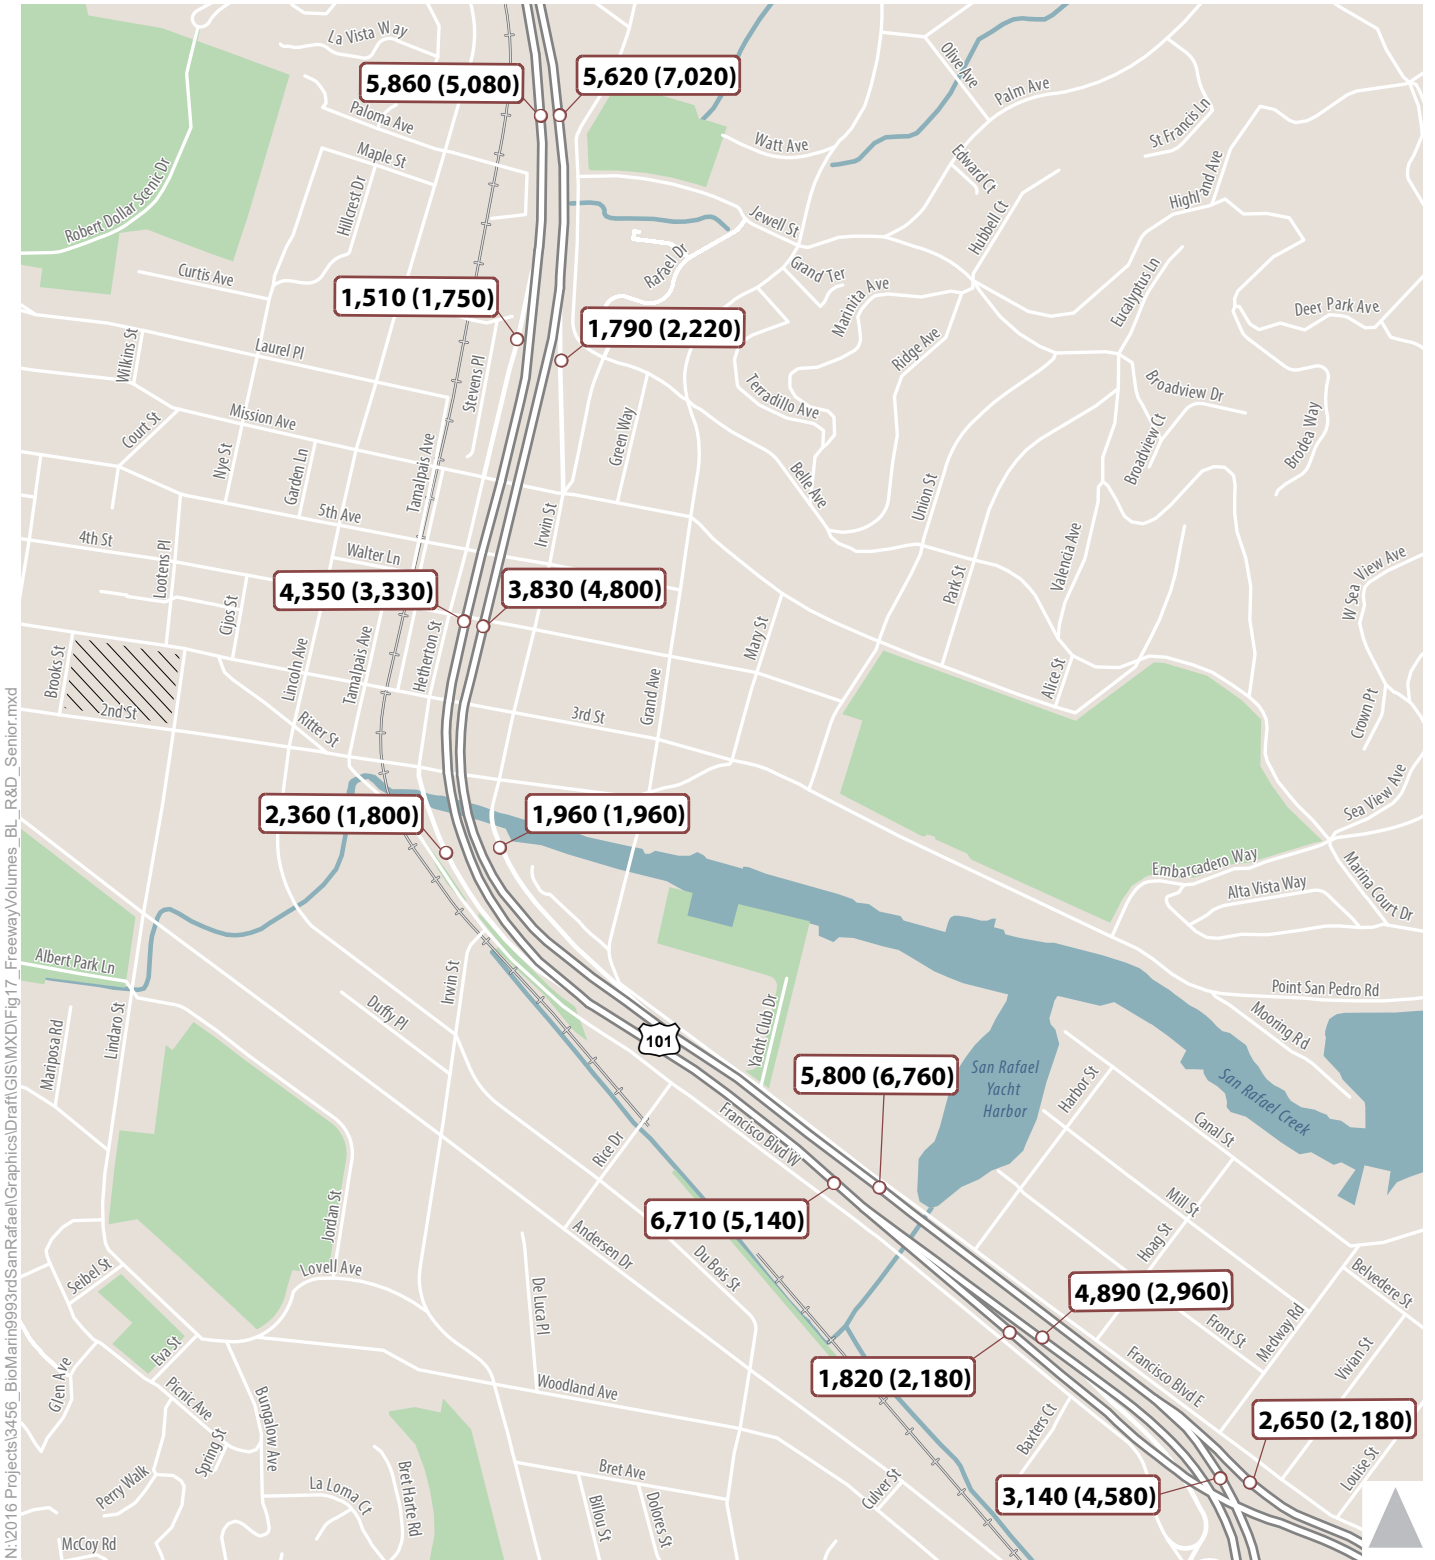 La Vista Way
5,860 (5,080)
5,620 (7,020)
Olive Ave
Palm Ave
Paloma Ave
St Francis Ln
Watt Ave
Maple St
Edward Ct
Robert Dollar Scenic Dr
Hillcrest Dr
Highland Ave
Jewell St
Hubbell Ct
Rafael Dr
Grand Ter
Curtis Ave
Marinita Ave
Eucalyptus Ln
1,510 (1,750)
1,790 (2,220)
Deer Park Ave
Wilkins St
Laurel Pl
Stevens Pl
Ridge Ave
Terradillo Ave
Broadview Dr
Mission Ave
Court St
Green Way
Broadview Ct
Brodea Way
Nye St
Garden Ln
Tamalpais Ave
Belle Ave
Union St
5th Ave
Irwin St
4th St
Walter Ln
Lootens Pl
Valencia Ave
Park St
W Sea View Ave
4,350 (3,330)
3,830 (4,800)
Cijos St
Mary St
Brooks St
Lincoln Ave
Tamalpais Ave
Hetherton St
Grand Ave
Alice St
2nd St
Ritter St
3rd St
Crown Pt
Sea View Ave
2,360 (1,800)
1,960 (1,960)
Embarcadero Way
Alta Vista Way
Marina Court Dr
Albert Park Ln
Irwin St
Point San Pedro Rd
Duffy Pl
Mooring Rd
Mariposa Rd
Lindaro St
Yacht Club Dr
101
5,800 (6,760)
San Rafael
Yacht
Harbor
Harbor St
San Rafael Creek
Canal St
Francisco Blvd W
Rice Dr
Mill St
Jordan St
6,710 (5,140)
Andersen Dr
Hoag St
Du Bois St
Lovell Ave
Seibel St
De Luca Pl
Belvedere St
4,890 (2,960)
Front St
Medway Rd
Eva St
Vivian St
1,820 (2,180)
Francisco Blvd E
Glen Ave
Picnic Ave
Bungalow Ave
Woodland Ave
2,650 (2,180)
Baxters Ct
Spring St
Perry Walk
La Loma Ct
Bret Harte Rd
Bret Ave
Louise St
Culver St
3,140 (4,580)
Billou St
Dolores St
McCoy Rd
N:\2016 Projects\3456_BioMarin9993rdSanRafael\Graphics\Draft\GIS\MXD\Fig17_FreewayVolumes_BL_R&D_Senior.mxd